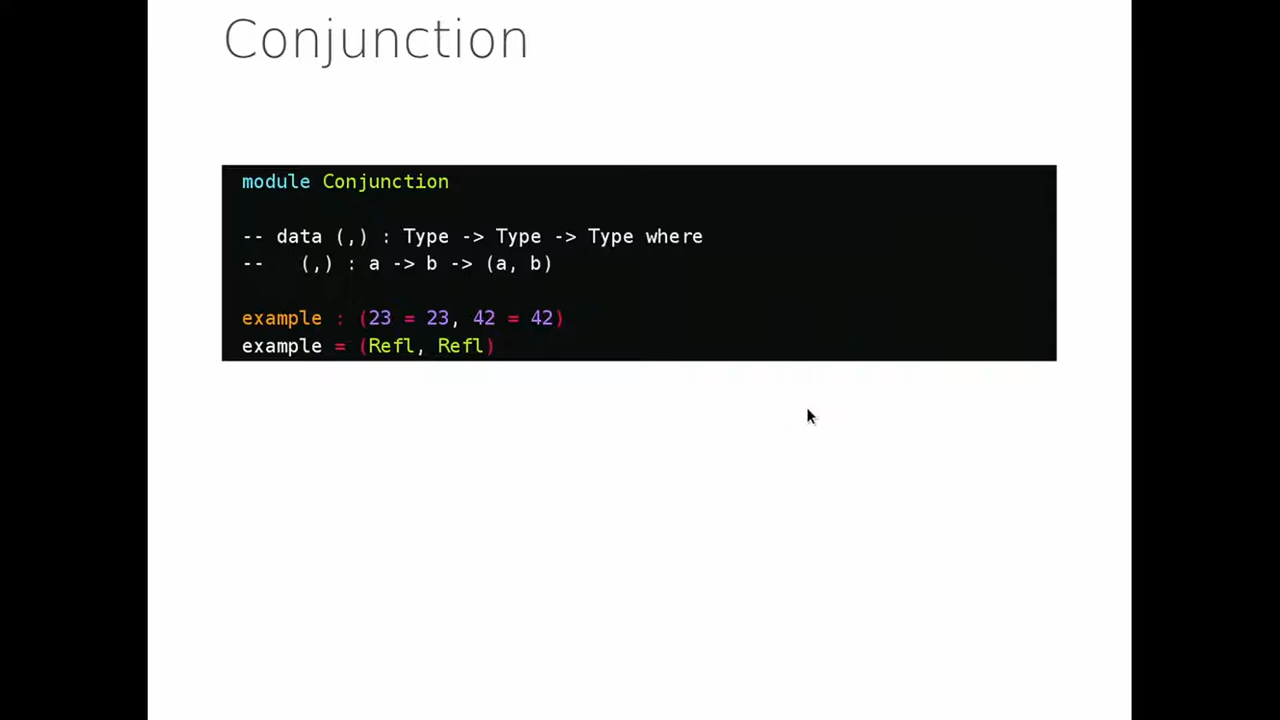 Conjunction
module Conjunction
-- data (,) : Type -> Type -> Type where
--   (,) : a -> b -> (a, b)
example : (23 = 23, 42 = 42)
example = (Refl, Refl)